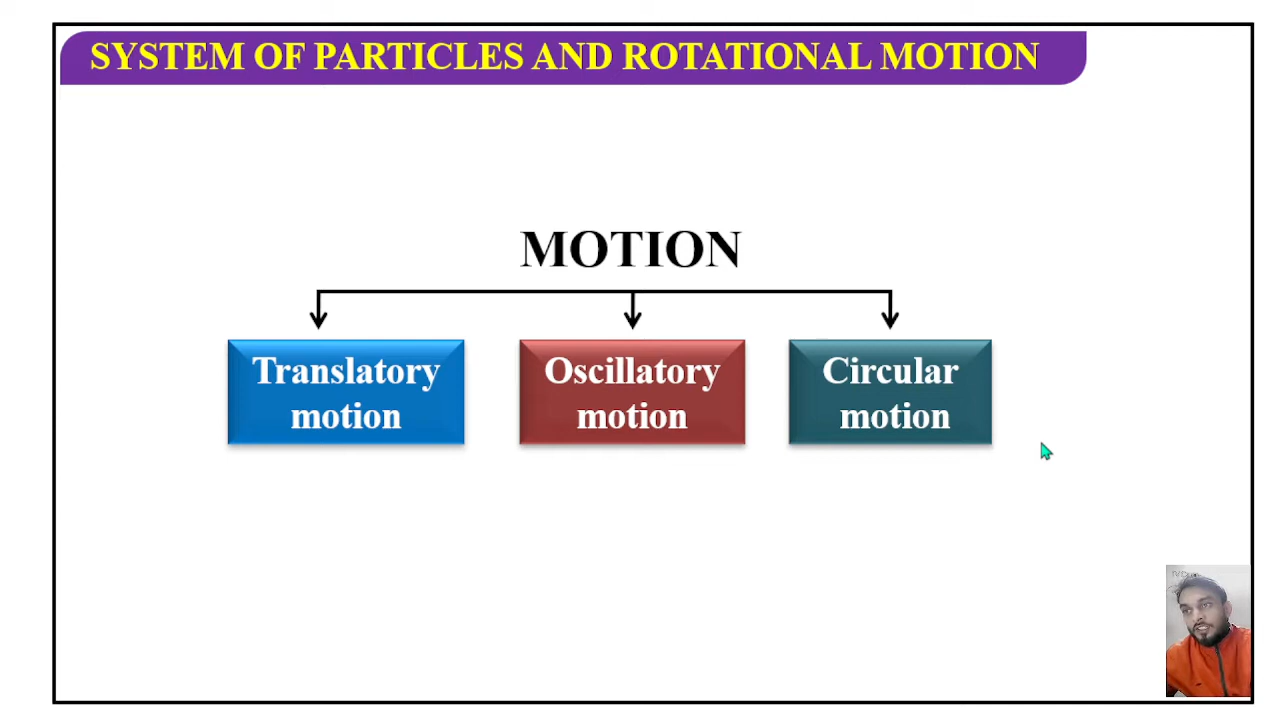 SYSTEM OF PARTICLES AND ROTATIONAL MOTION
MOTION
Translatory
motion
Oscillatory
motion
Circular
motion